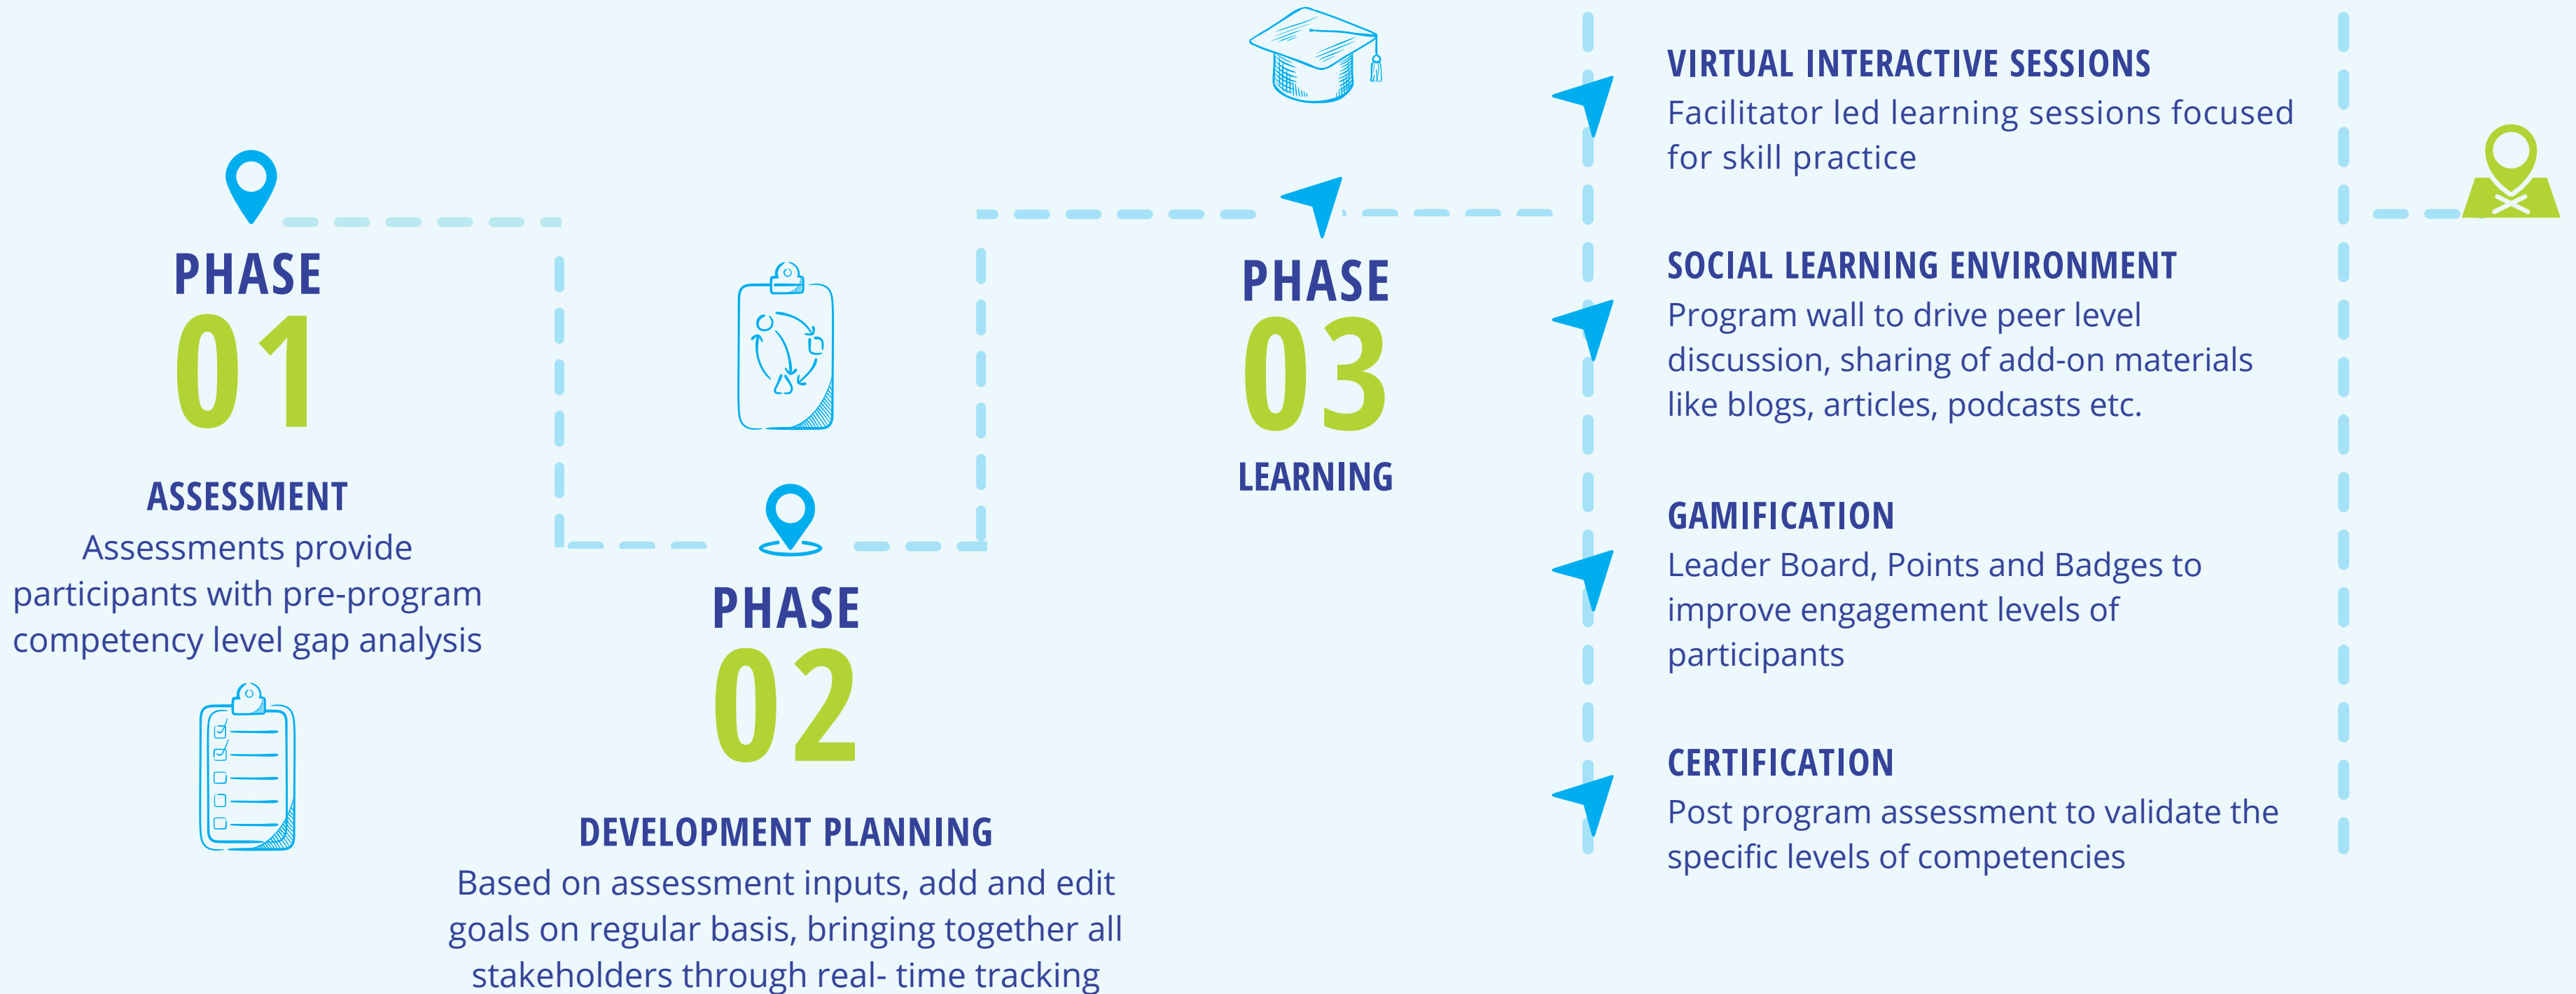 PHASE
01
ASSESSMENT
Assessments provide
participants with pre-program
competency level gap analysis
PHASE
02
DEVELOPMENT PLANNING
Based on assessment inputs, add and edit
goals on regular basis, bringing together all
stakeholders through real- time tracking
PHASE
03
LEARNING
VIRTUAL INTERACTIVE SESSIONS
Facilitator led learning sessions focused
for skill practice
SOCIAL LEARNING ENVIRONMENT
Program wall to drive peer level
discussion, sharing of add-on materials
like blogs, articles, podcasts etc.
GAMIFICATION
Leader Board, Points and Badges to
improve engagement levels of
participants
CERTIFICATION
Post program assessment to validate the
specific levels of competencies